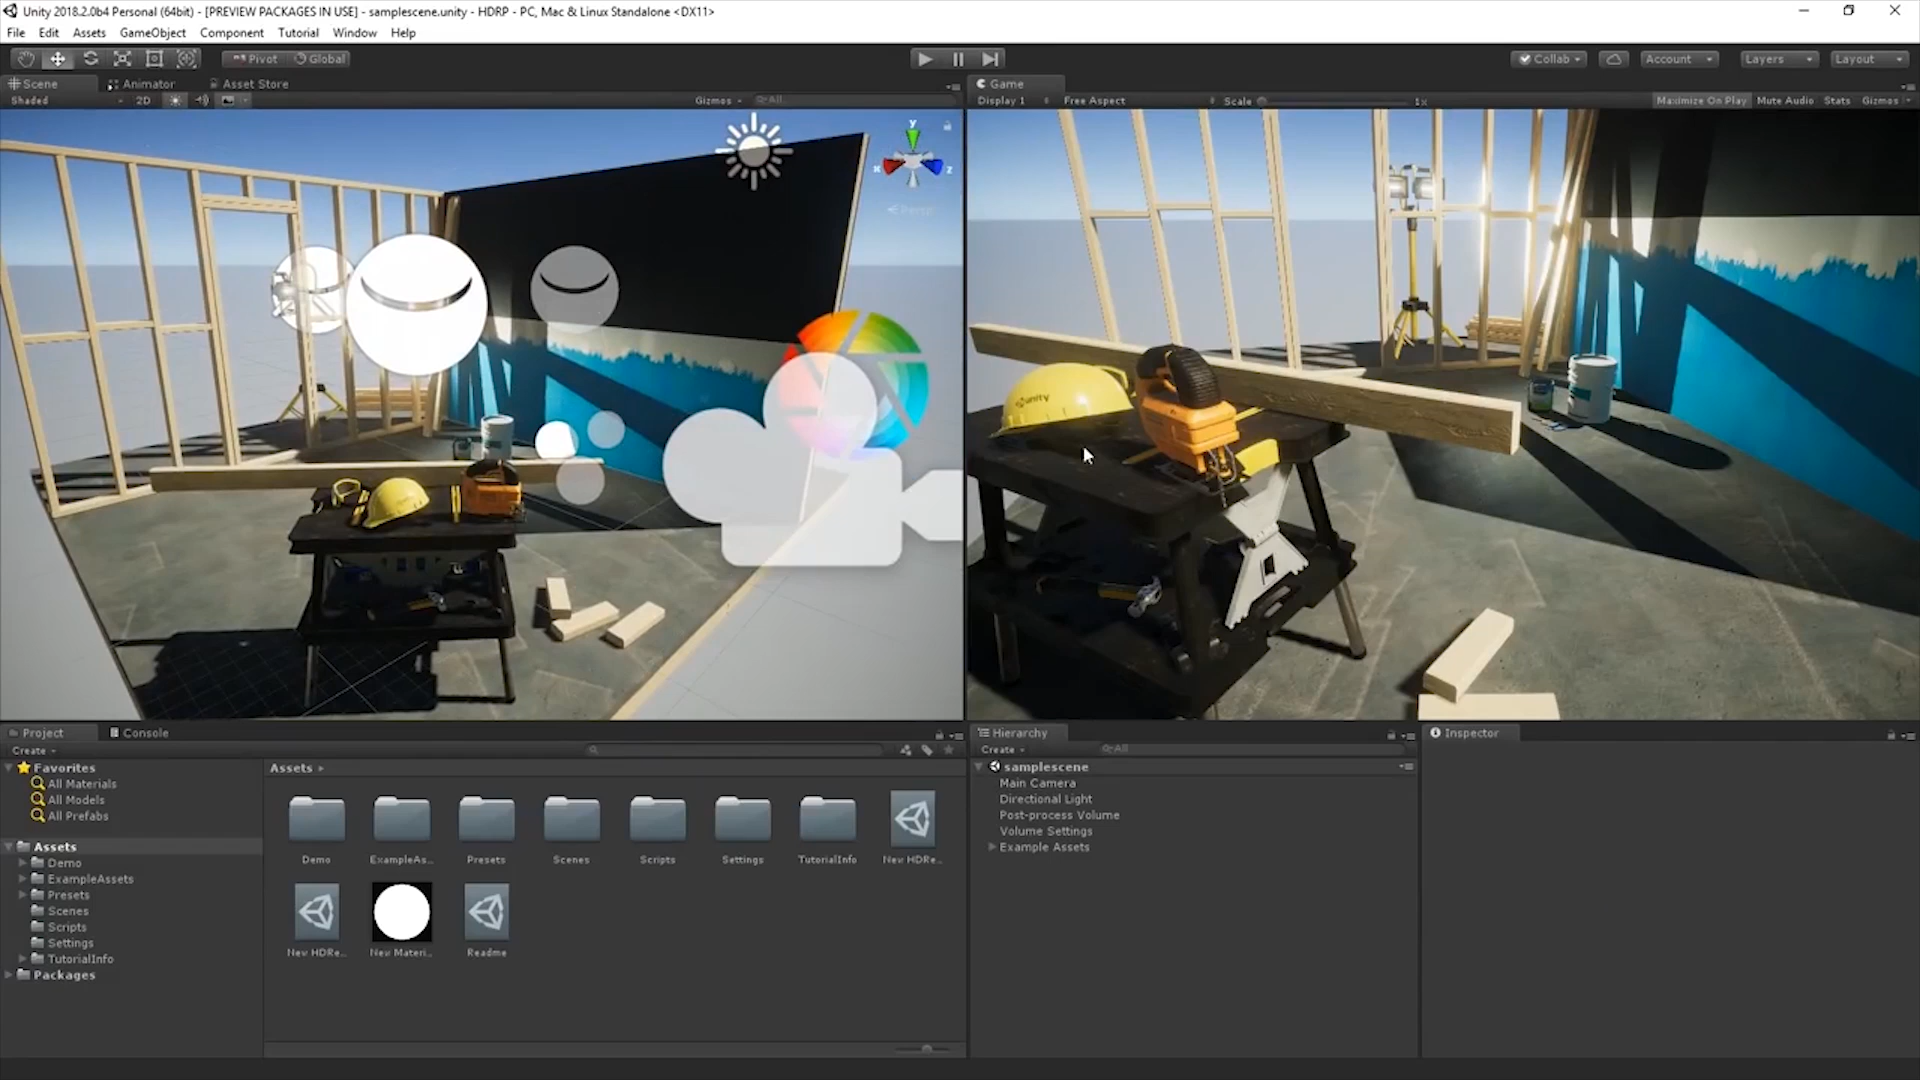 Unity 2018.2.0b4 Personal (64bit) - [PREVIEW PACKAGES IN USE] - samplescene.unity - HDRP - PC, Mac & Linux Standalone <DX11>
File Edit Assets GameObject Component Tutorial Window Help
Pivot Global Collab Account Layers Layout
Scene Animator Asset Store
Shaded 2D Gizmos All
Game
Display 1 Free Aspect Scale 1x Maximize On Play Mute Audio Stats Gizmos
y
x z
Persp
unity
Project Console
Create
Favorites
All Materials
All Models
All Prefabs
Assets
Demo
ExampleAssets
Presets
Scenes
Scripts
Settings
TutorialInfo
Packages
Assets
Demo ExampleAs... Presets Scenes Scripts Settings TutorialInfo New HDRe...
New HDRe... New Materi... Readme
Hierarchy
Create All
samplescene
Main Camera
Directional Light
Post-process Volume
Volume Settings
Example Assets
Inspector